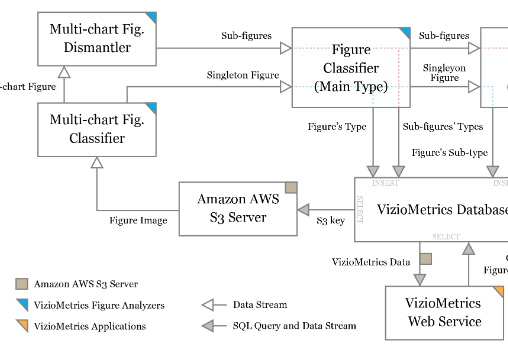 Multi-chart Fig.
Dismantler
Sub-figures
Sub-figures
Figure
Classifier
(Main Type)
Singleton Figure
Singleyon
Figure
-chart Figure
Multi-chart Fig.
Classifier
Figure's Type
Sub-figures' Types
Figure's Sub-type
INSERT
Amazon AWS
S3 Server
SELECT
VizioMetrics Database
Figure Image
S3 key
SELECT
VizioMetrics Data
Figure
Amazon AWS S3 Server
VizioMetrics Figure Analyzers
VizioMetrics Applications
Data Stream
SQL Query and Data Stream
VizioMetrics
Web Service